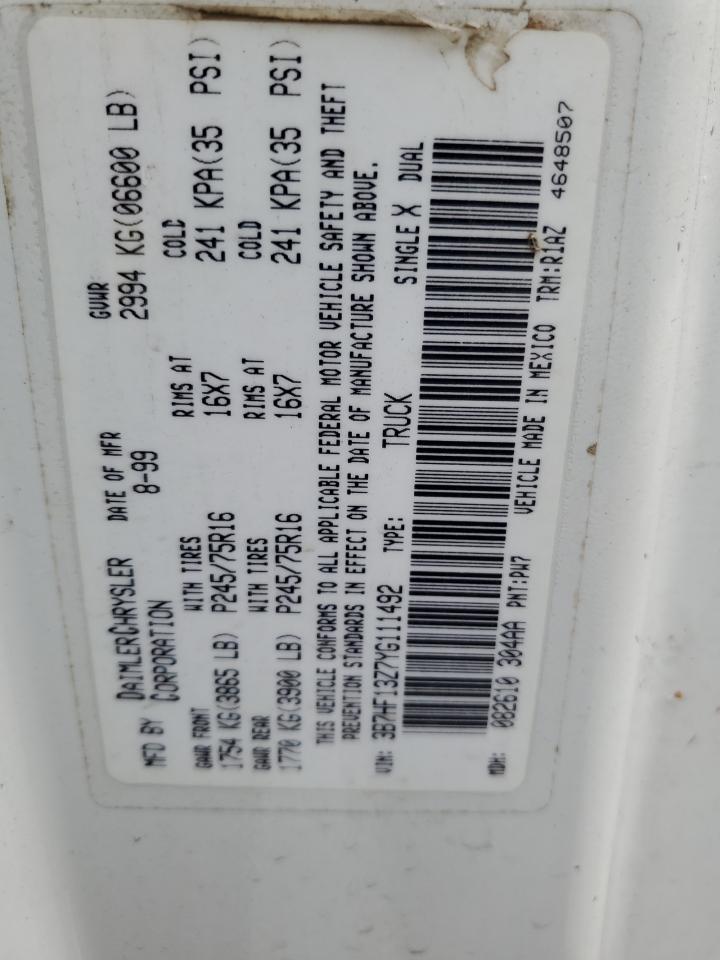 MFD BY DAIMLERCHRYSLER CORPORATION DATE OF MFR 8-99 GVWR 2994 KG(06600 LB)
GAWR FRONT WITH TIRES RIMS AT COLD
1754 KG(3865 LB) P245/75R16 16X7 241 KPA(35 PSI)
GAWR REAR WITH TIRES RIMS AT COLD
1770 KG(3900 LB) P245/75R16 16X7 241 KPA(35 PSI)
THIS VEHICLE CONFORMS TO ALL APPLICABLE FEDERAL MOTOR VEHICLE SAFETY AND THEFT
PREVENTION STANDARDS IN EFFECT ON THE DATE OF MANUFACTURE SHOWN ABOVE.
VIN: 3B7HF13Z7YG111492 TYPE: TRUCK SINGLE X DUAL
MDH: 082610 304AA PNT:PW7 VEHICLE MADE IN MEXICO TRM:R1AZ 4648507